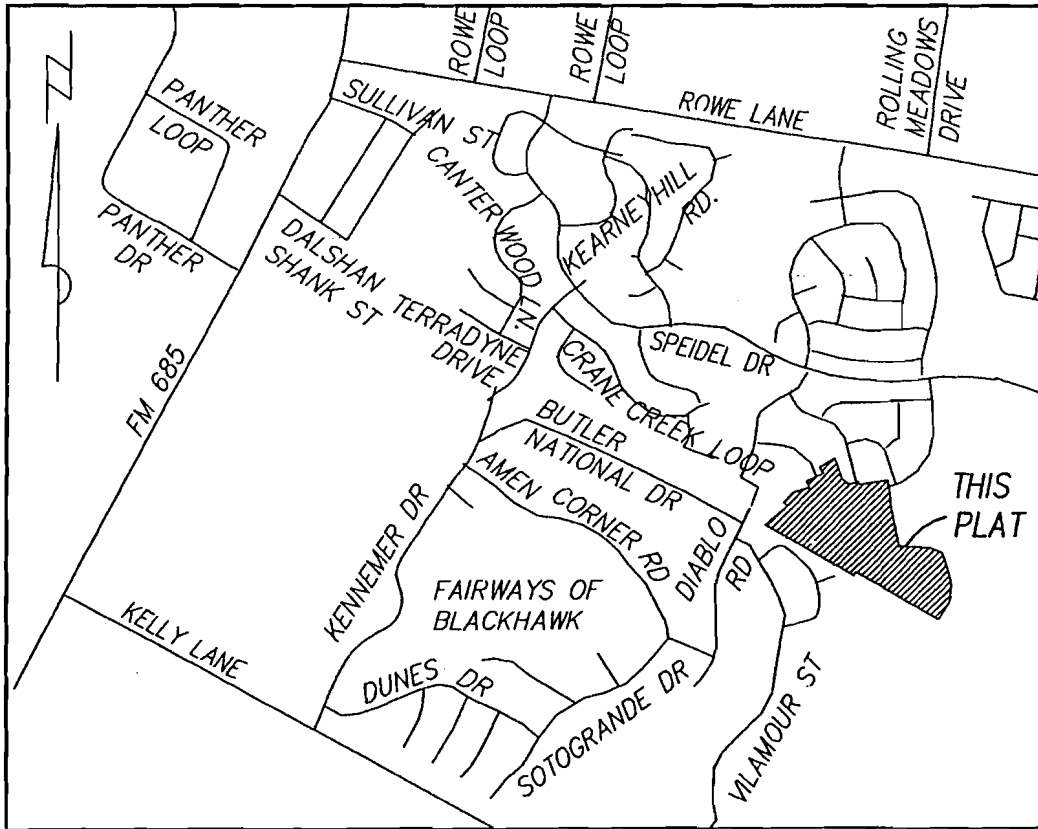 N
ROWE
LOOP
ROWE
LOOP
ROLLING
MEADOWS
DRIVE
PANTHER
LOOP
SULLIVAN ST
ROWE LANE
CANTER WOOD LN.
KEARNEYHILL
RD.
PANTHER
DR
DALSHAN
SHANK ST
TERRADYNE
DRIVE
SPEIDEL DR
CRANE CREEK LOOP
FM 685
BUTLER
NATIONAL DR
AMEN CORNER RD
THIS
PLAT
DIABLO
RD
KENNEMER DR
FAIRWAYS OF
BLACKHAWK
KELLY LANE
DUNES DR
SOTOGRANDE DR
VILAMOUR ST